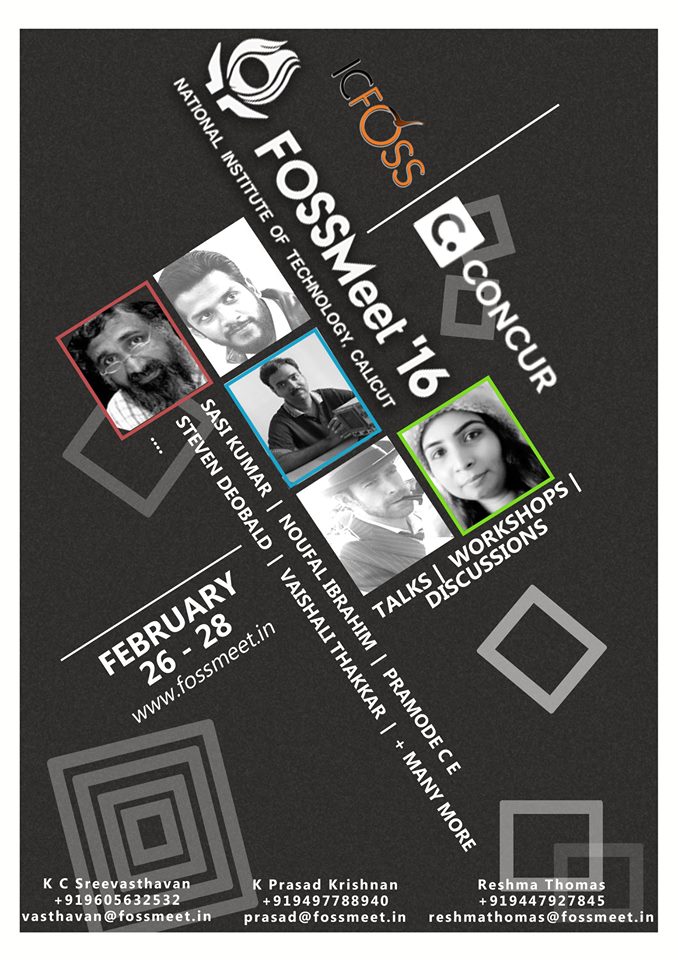 ICFOSS
FOSSMeet '16
NATIONAL INSTITUTE OF TECHNOLOGY, CALICUT
C.
CONCUR
SASI KUMAR | NOUFAL IBRAHIM | PRAMODE C E
STEVEN DEOBALD | VAISHALI THAKKAR | + MANY MORE
....
TALKS | WORKSHOPS |
DISCUSSIONS
FEBRUARY
26 - 28
www.fossmeet.in
K C Sreevasthavan
+919605632532
vasthavan@fossmeet.in
K Prasad Krishnan
+919497788940
prasad@fossmeet.in
Reshma Thomas
+919447927845
reshmathomas@fossmeet.in